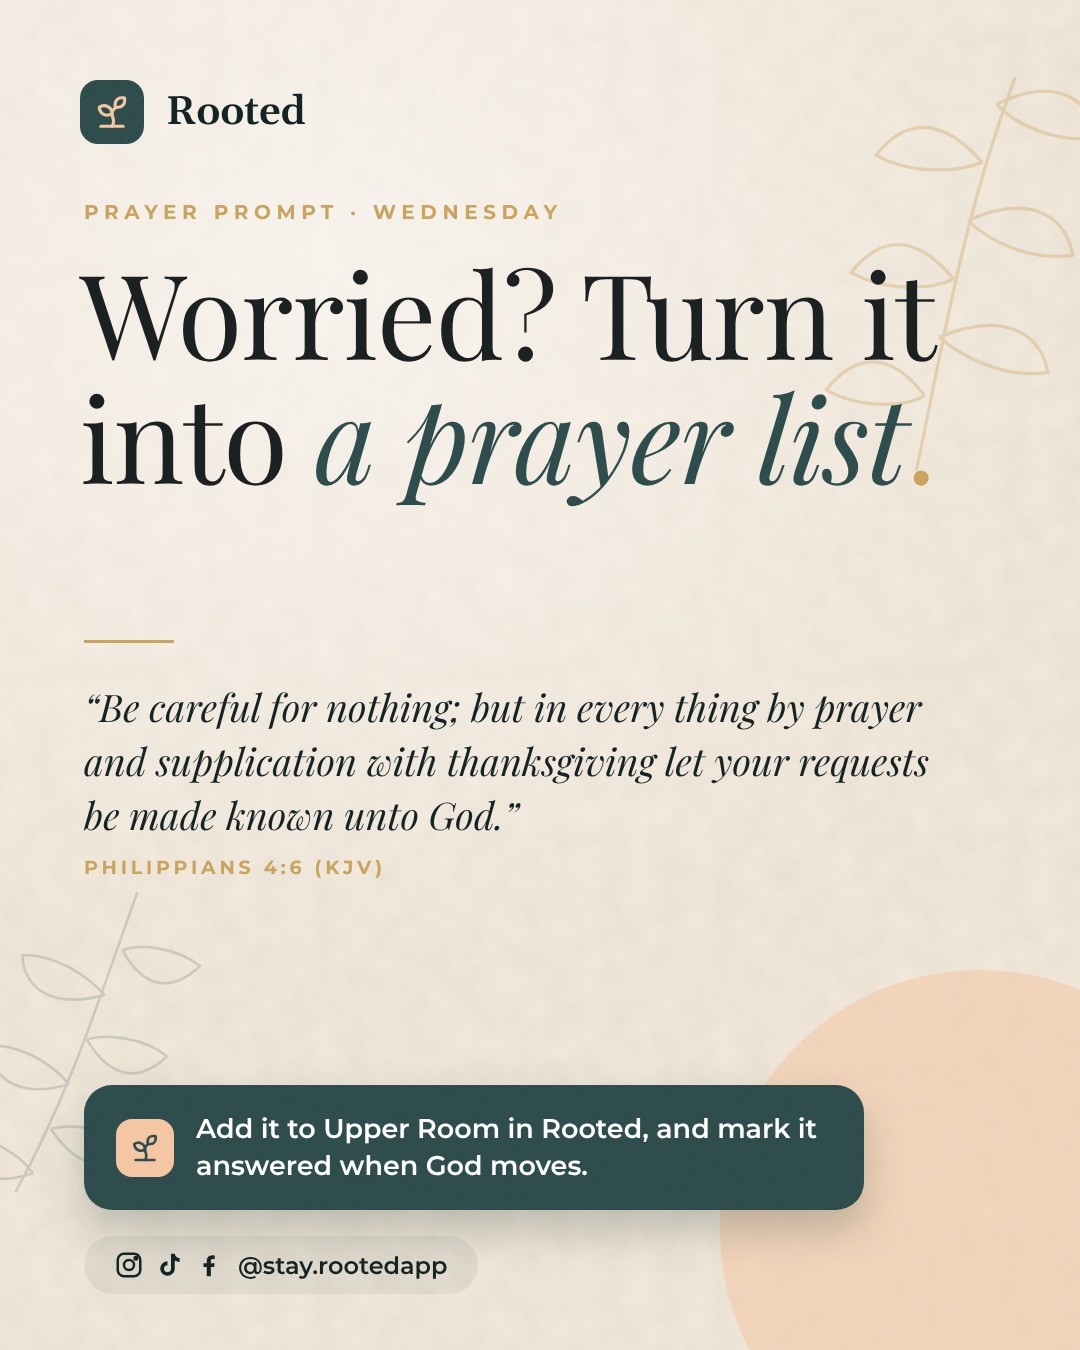 Rooted
PRAYER PROMPT · WEDNESDAY
Worried? Turn it
into a prayer list.
“Be careful for nothing; but in every thing by prayer
and supplication with thanksgiving let your requests
be made known unto God.”
PHILIPPIANS 4:6 (KJV)
Add it to Upper Room in Rooted, and mark it
answered when God moves.
@stay.rootedapp